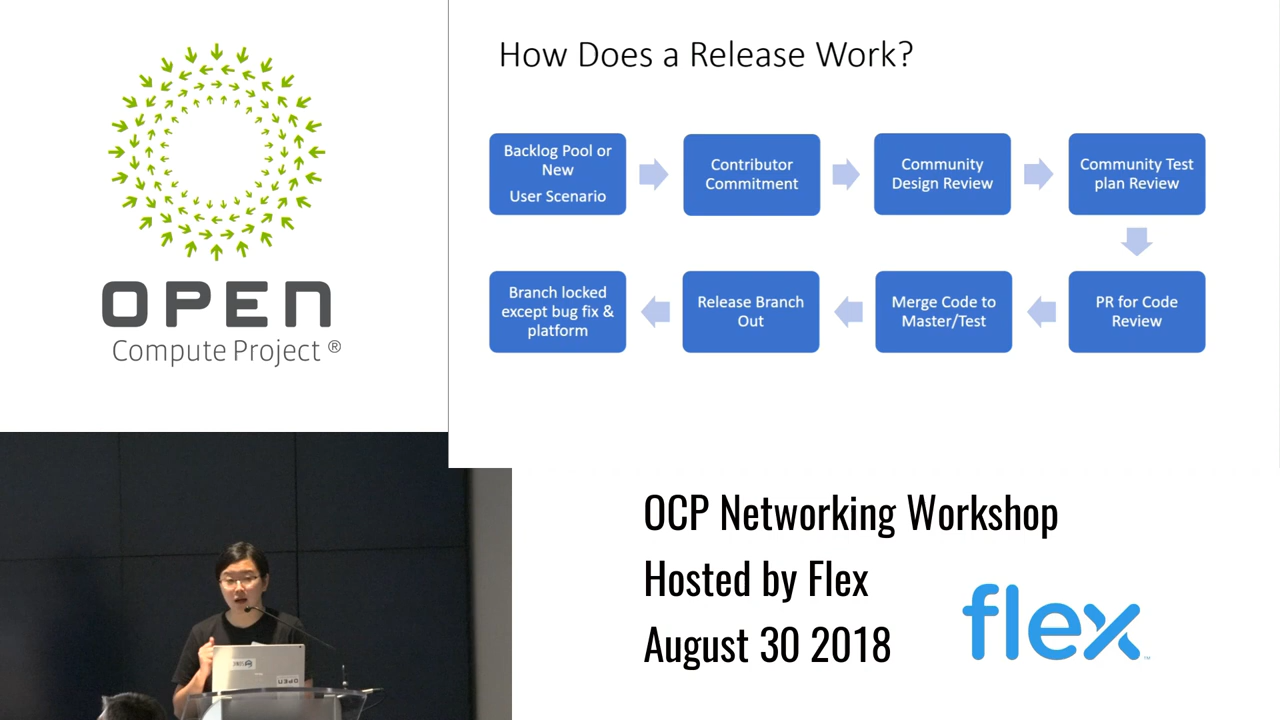 How Does a Release Work?
Backlog Pool or
New
User Scenario
Contributor
Commitment
Community
Design Review
Community Test
plan Review
PR for Code
Review
Merge Code to
Master/Test
Release Branch
Out
Branch locked
except bug fix &
platform
OPEN
Compute Project ®
OCP Networking Workshop
Hosted by Flex
August 30 2018
flex
OPEN